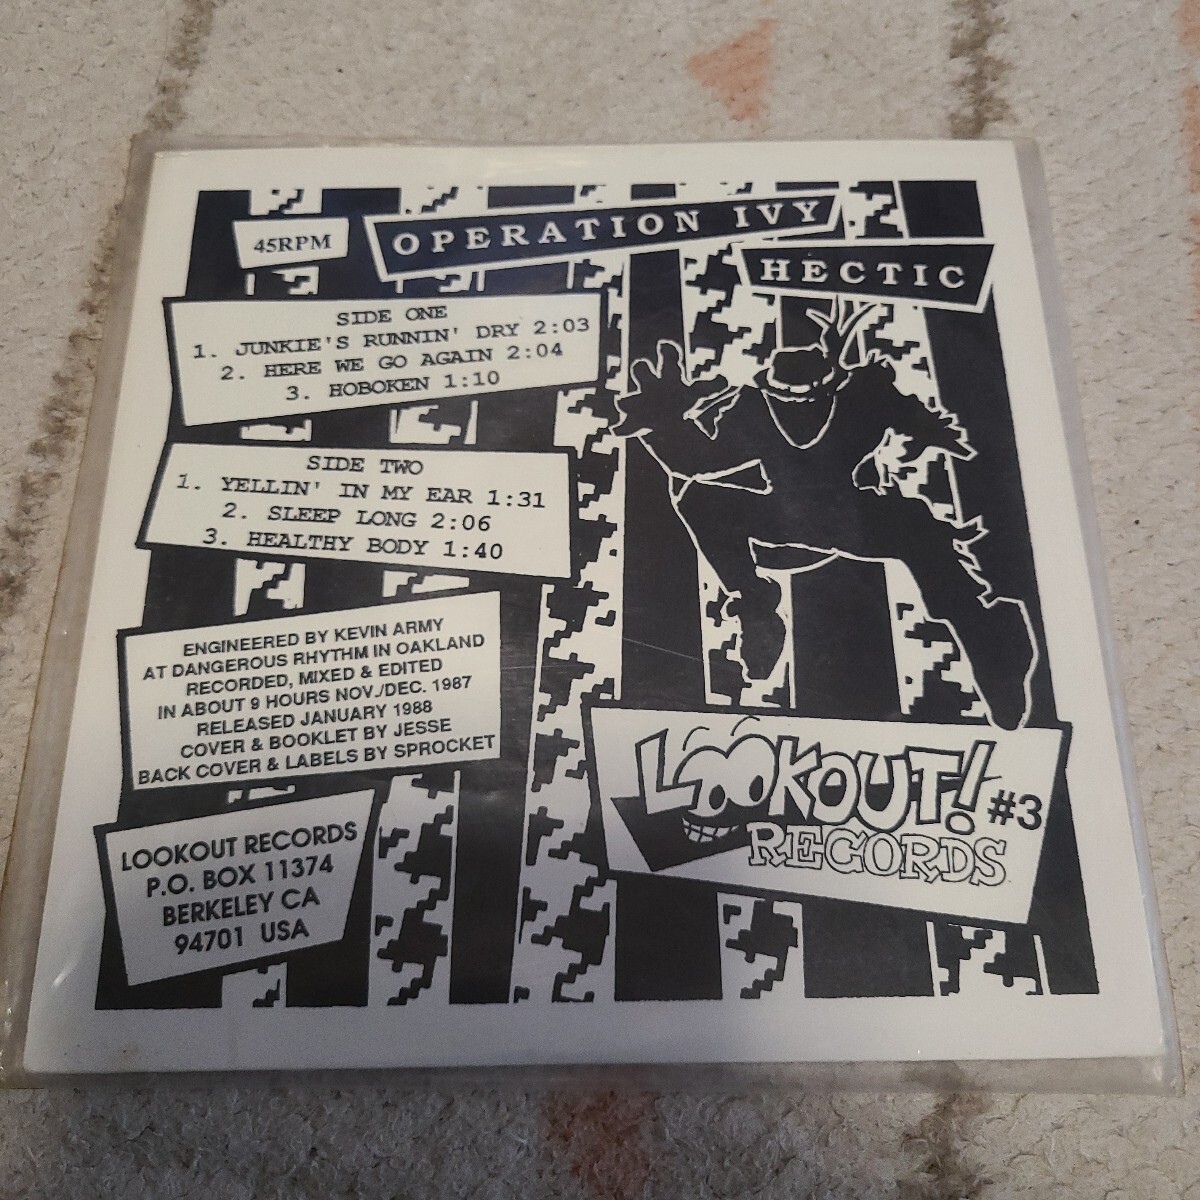 45RPM
OPERATION IVY
HECTIC
SIDE ONE
1. JUNKIE'S RUNNIN' DRY 2:03
2. HERE WE GO AGAIN 2:04
3. HOBOKEN 1:10
SIDE TWO
1. YELLIN' IN MY EAR 1:31
2. SLEEP LONG 2:06
3. HEALTHY BODY 1:40
ENGINEERED BY KEVIN ARMY
AT DANGEROUS RHYTHM IN OAKLAND
RECORDED, MIXED & EDITED
IN ABOUT 9 HOURS NOV./DEC. 1987
RELEASED JANUARY 1988
COVER & BOOKLET BY JESSE
BACK COVER & LABELS BY SPROCKET
LOOKOUT RECORDS
P.O. BOX 11374
BERKELEY CA
94701 USA
LOOKOUT! #3
RECORDS